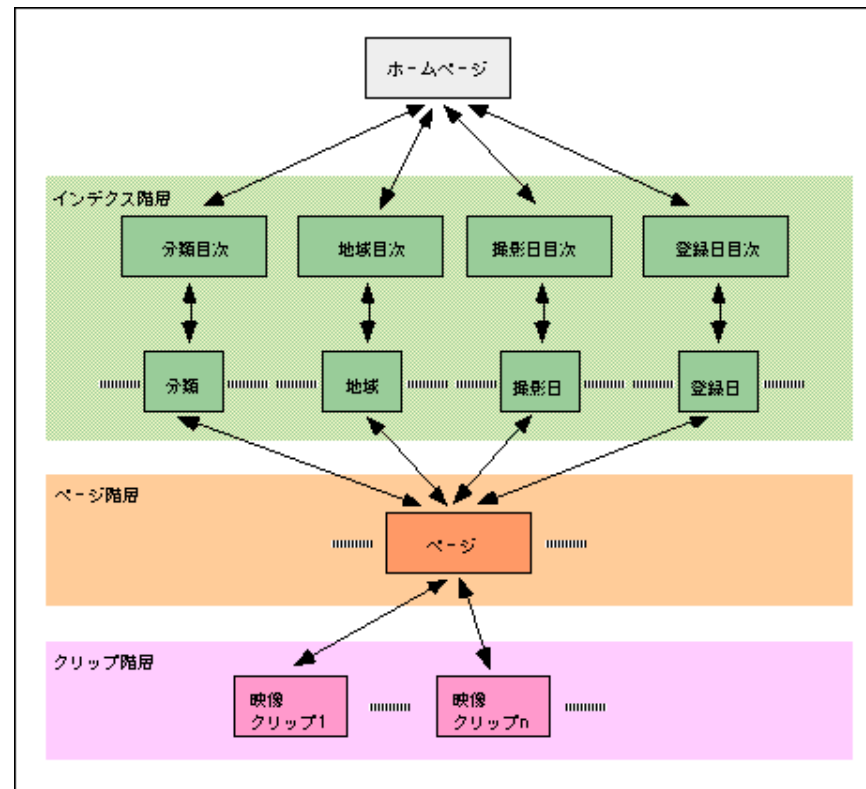 ホームページ
インデクス階層
分類目次
地域目次
撮影日目次
登録日目次
分類
地域
撮影日
登録日
ページ階層
ページ
クリップ階層
映像
クリップ1
映像
クリップn